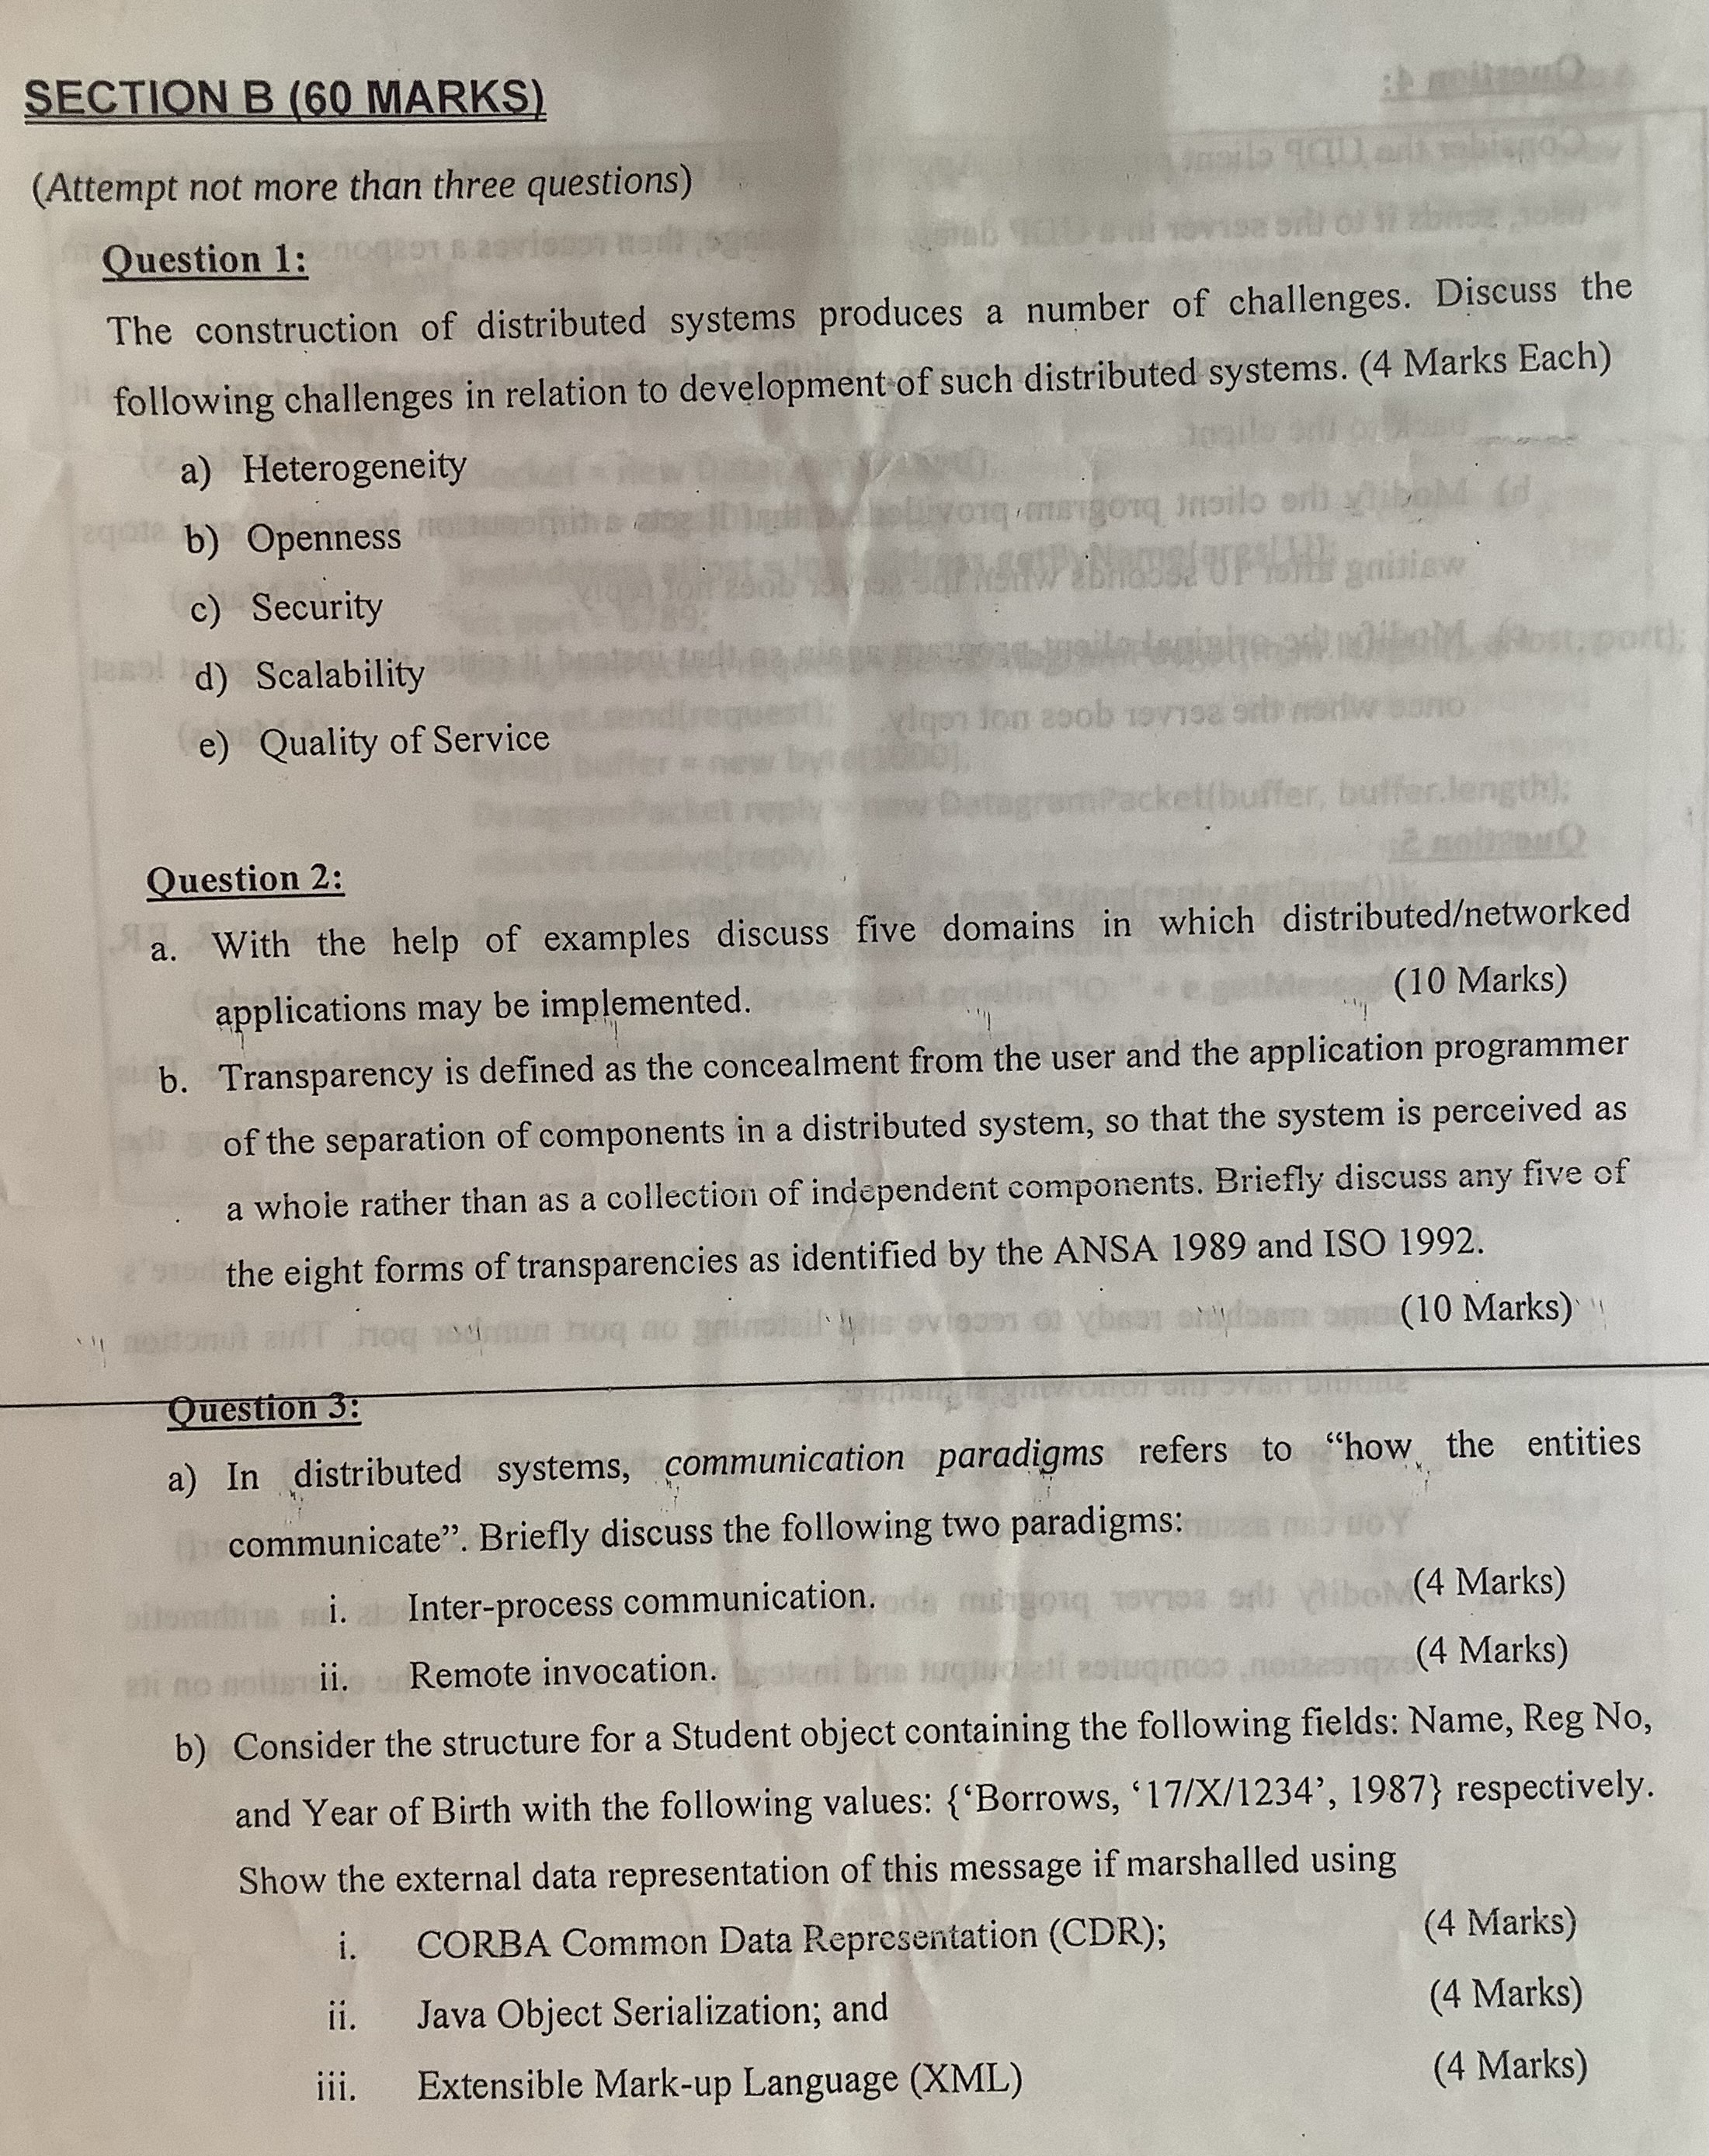 SECTION B (60 MARKS)
(Attempt not more than three questions)
Question 1:
The construction of distributed systems produces a number of challenges. Discuss the
following challenges in relation to development of such distributed systems. (4 Marks Each)
a) Heterogeneity
b) Openness
c) Security
d) Scalability
e) Quality of Service
Question 2:
a. With the help of examples discuss five domains in which distributed/networked
applications may be implemented. (10 Marks)
b. Transparency is defined as the concealment from the user and the application programmer
of the separation of components in a distributed system, so that the system is perceived as
a whole rather than as a collection of independent components. Briefly discuss any five of
the eight forms of transparencies as identified by the ANSA 1989 and ISO 1992.
(10 Marks)
Question 3:
a) In distributed systems, communication paradigms refers to “how the entities
communicate”. Briefly discuss the following two paradigms:
i. Inter-process communication. (4 Marks)
ii. Remote invocation. (4 Marks)
b) Consider the structure for a Student object containing the following fields: Name, Reg No,
and Year of Birth with the following values: {‘Borrows, ‘17/X/1234’, 1987} respectively.
Show the external data representation of this message if marshalled using
i. CORBA Common Data Representation (CDR); (4 Marks)
ii. Java Object Serialization; and (4 Marks)
iii. Extensible Mark-up Language (XML) (4 Marks)